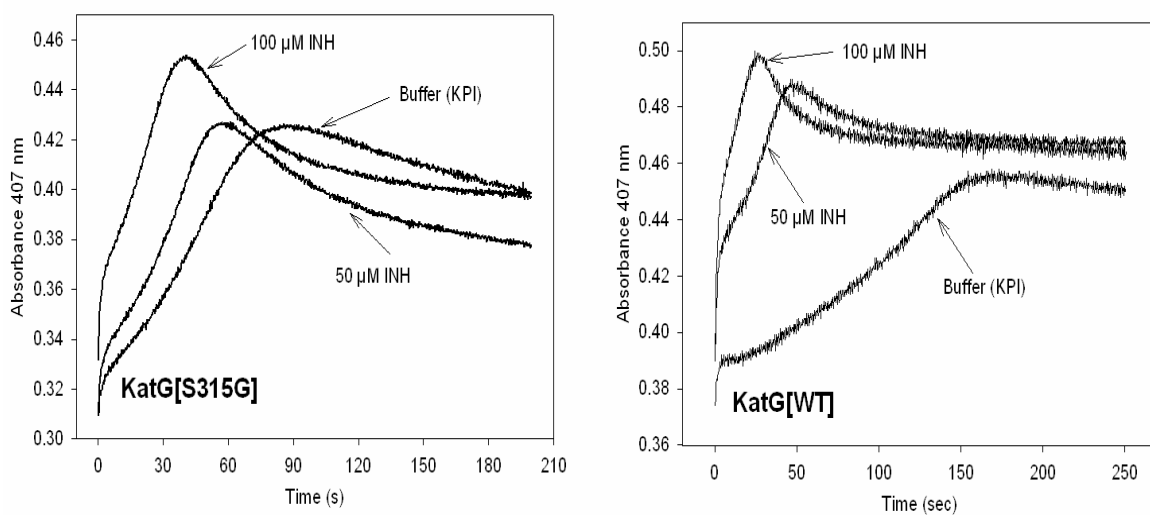 Absorbance 407 nm
0.46
0.44
0.42
0.40
0.38
0.36
0.34
0.32
0.30
100 µM INH
Buffer (KPI)
50 µM INH
KatG[S315G]
0 30 60 90 120 150 180 210
Time (s)
Absorbance 407 nm
0.50
0.48
0.46
0.44
0.42
0.40
0.38
0.36
100 µM INH
50 µM INH
Buffer (KPI)
KatG[WT]
0 50 100 150 200 250
Time (sec)